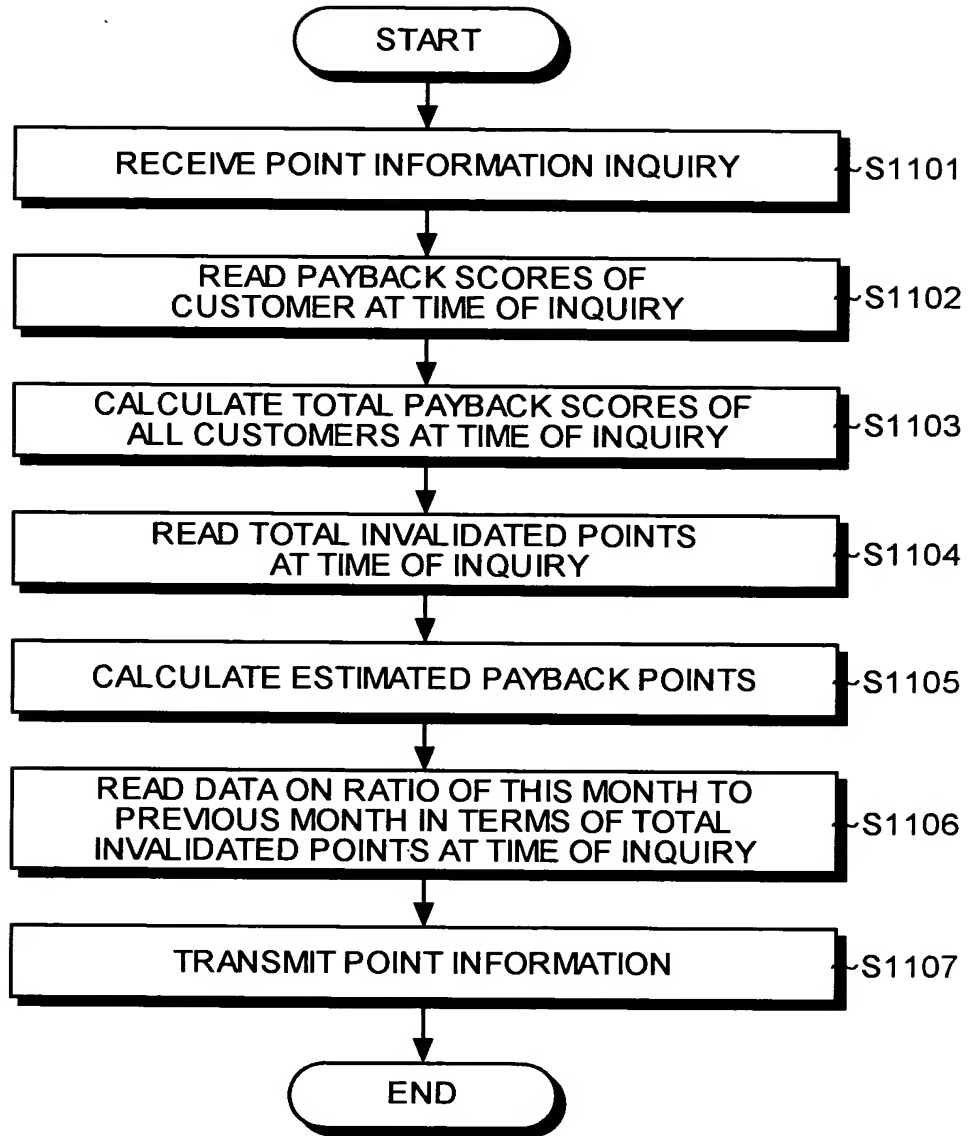 START
RECEIVE POINT INFORMATION INQUIRY
S1101
READ PAYBACK SCORES OF
CUSTOMER AT TIME OF INQUIRY
S1102
CALCULATE TOTAL PAYBACK SCORES OF
ALL CUSTOMERS AT TIME OF INQUIRY
S1103
READ TOTAL INVALIDATED POINTS
AT TIME OF INQUIRY
S1104
CALCULATE ESTIMATED PAYBACK POINTS
S1105
READ DATA ON RATIO OF THIS MONTH TO
PREVIOUS MONTH IN TERMS OF TOTAL
INVALIDATED POINTS AT TIME OF INQUIRY
S1106
TRANSMIT POINT INFORMATION
S1107
END